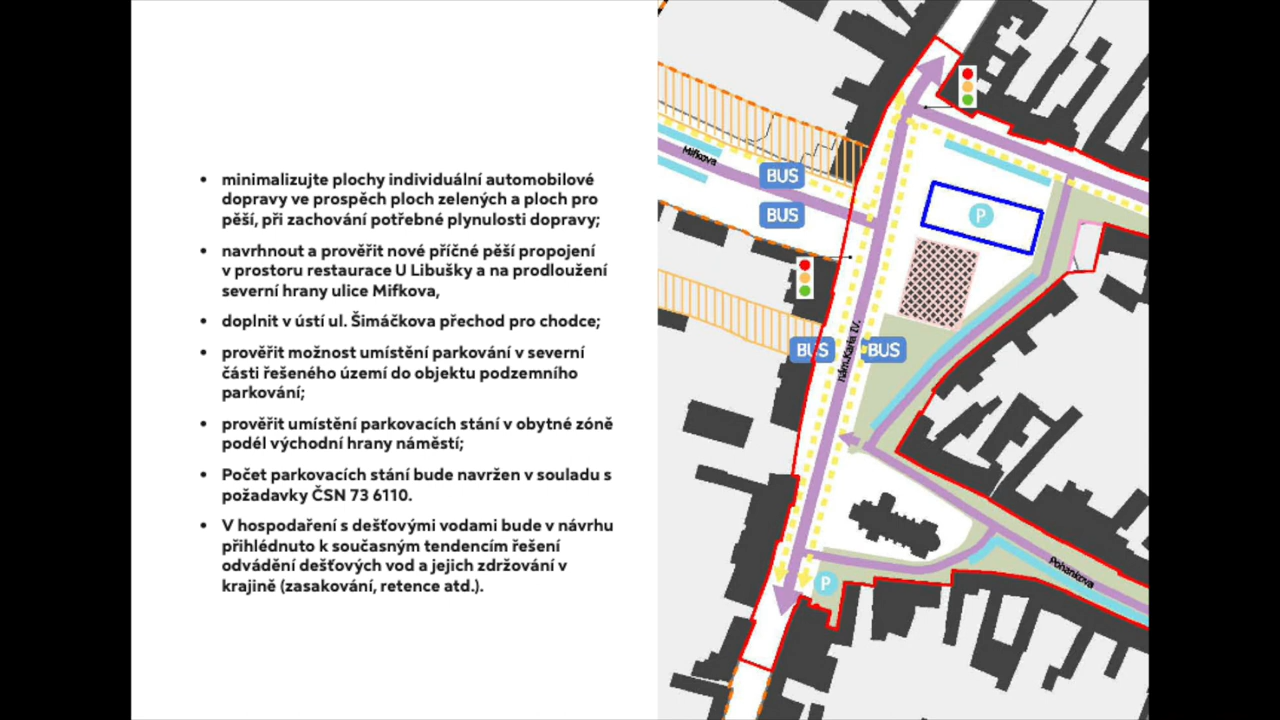 • minimalizujte plochy individuální automobilové
dopravy ve prospěch ploch zelených a ploch pro
pěší, při zachování potřebné plynulosti dopravy;
• navrhnout a prověřit nové příčné pěší propojení
v prostoru restaurace U Libušky a na prodloužení
severní hrany ulice Mifkova,
• doplnit v ústí ul. Šimáčkova přechod pro chodce;
• prověřit možnost umístění parkování v severní
části řešeného území do objektu podzemního
parkování;
• prověřit umístění parkovacích stání v obytné zóně
podél východní hrany náměstí;
• Počet parkovacích stání bude navržen v souladu s
požadavky ČSN 73 6110.
• V hospodaření s dešťovými vodami bude v návrhu
přihlédnuto k současným tendencím řešení
odvádění dešťových vod a jejich zdržování v
krajině (zasakování, retence atd.).
Mifkova
BUS
BUS
P
nám.Karla IV.
BUS
BUS
Pohankova
P